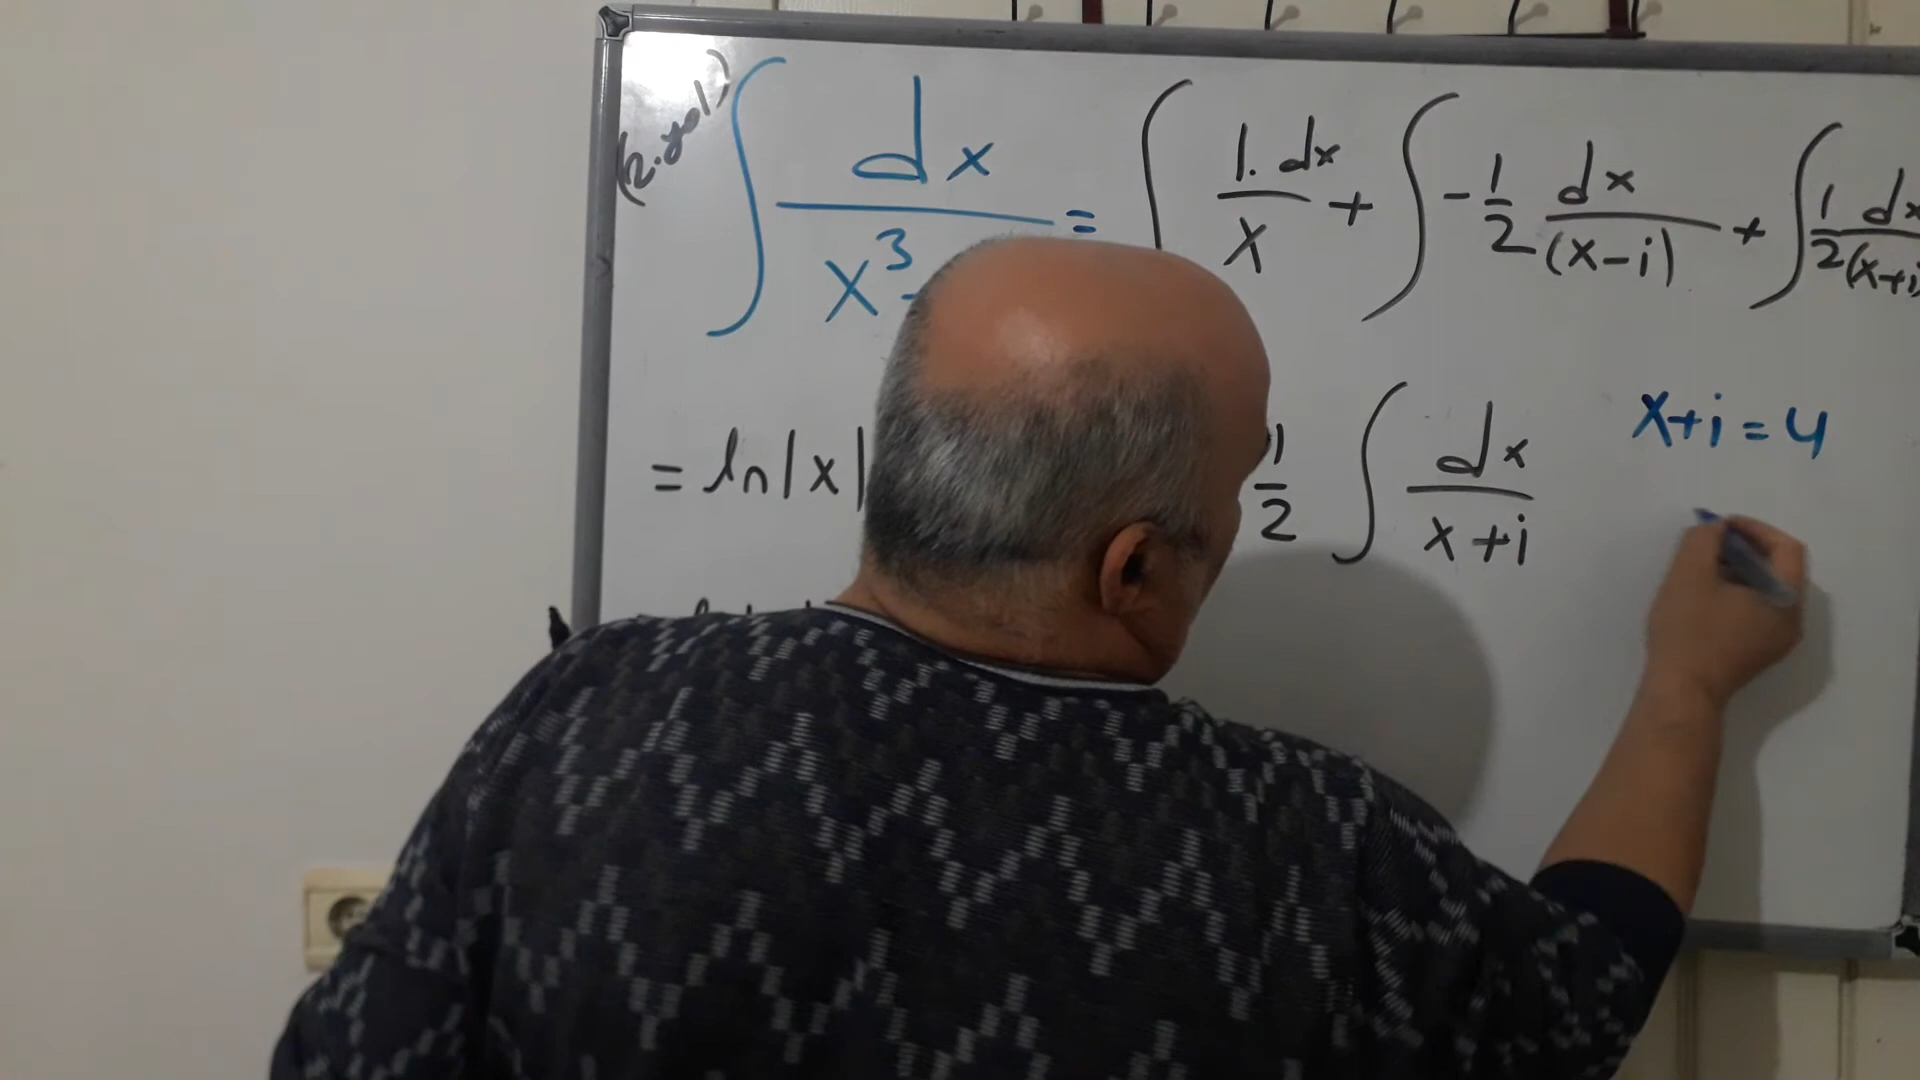 (2.yol)
∫ dx / x³ = ∫ 1.dx / x + ∫ -1/2 dx / (x-i) + ∫ 1 dx / 2(x+i)
= ln|x| 1/2 ∫ dx / x+i x+i=u